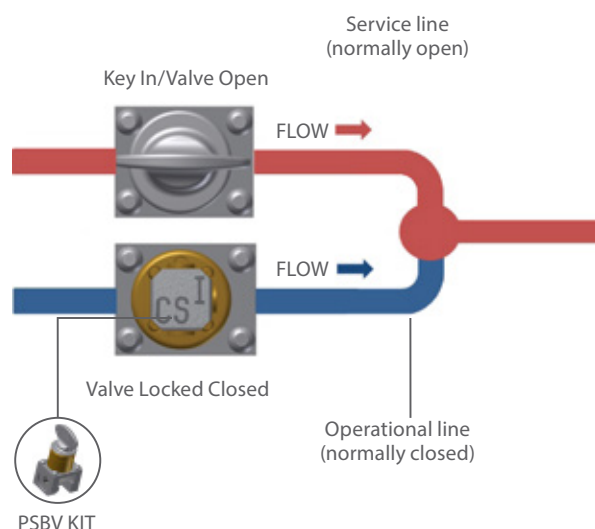 Service line
(normally open)
Key In/Valve Open
FLOW
FLOW
CSI
Valve Locked Closed
Operational line
(normally closed)
PSBV KIT